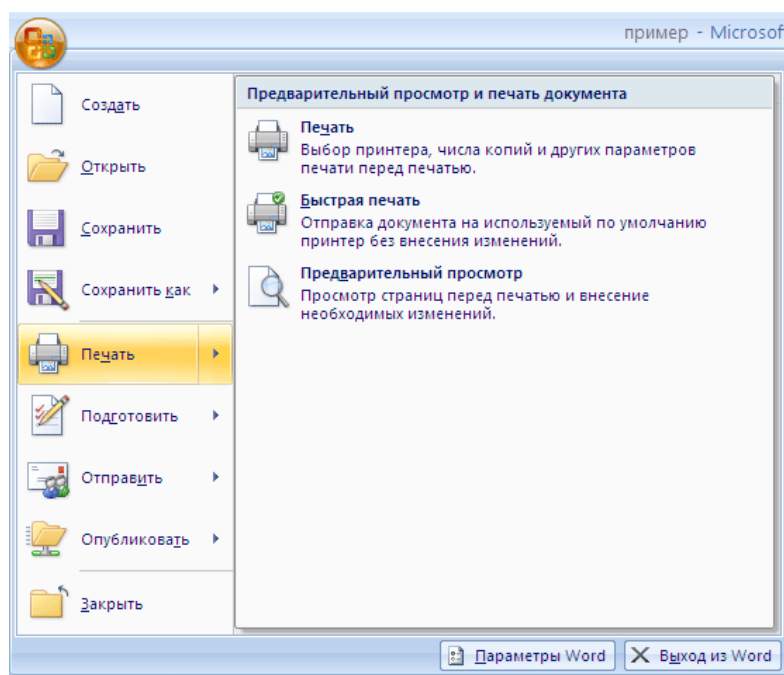 пример - Microsof
Создать
Открыть
Сохранить
Сохранить как
Печать
Подготовить
Отправить
Опубликовать
Закрыть
Предварительный просмотр и печать документа
Печать
Выбор принтера, числа копий и других параметров
печати перед печатью.
Быстрая печать
Отправка документа на используемый по умолчанию
принтер без внесения изменений.
Предварительный просмотр
Просмотр страниц перед печатью и внесение
необходимых изменений.
Параметры Word
Выход из Word